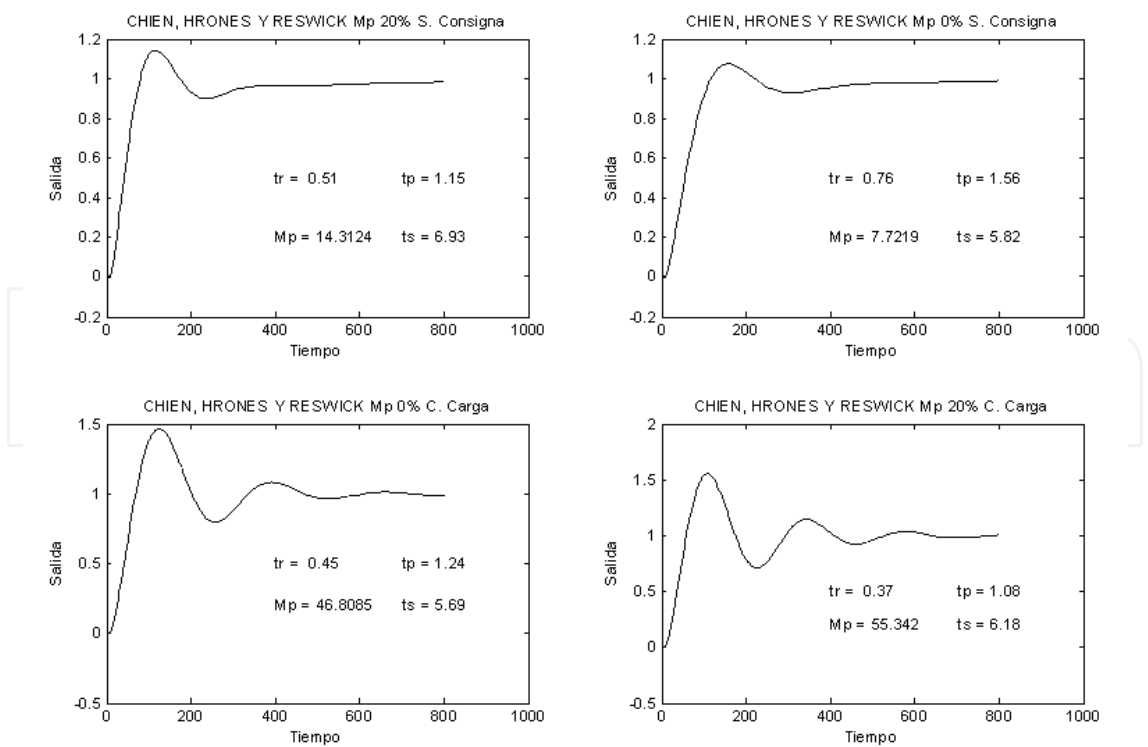 CHIEN, HRONES Y RESWICK Mp 20% S. Consigna
1.2
1
0.8
0.6
0.4
0.2
0
-0.2
Salida
tr = 0.51 tp = 1.15
Mp = 14.3124 ts = 6.93
0 200 400 600 800 1000
Tiempo
CHIEN, HRONES Y RESWICK Mp 0% S. Consigna
1.2
1
0.8
0.6
0.4
0.2
0
-0.2
Salida
tr = 0.76 tp = 1.56
Mp = 7.7219 ts = 5.82
0 200 400 600 800 1000
Tiempo
CHIEN, HRONES Y RESWICK Mp 0% C. Carga
1.5
1
0.5
0
-0.5
Salida
tr = 0.45 tp = 1.24
Mp = 46.8085 ts = 5.69
0 200 400 600 800 1000
Tiempo
CHIEN, HRONES Y RESWICK Mp 20% C. Carga
2
1.5
1
0.5
0
-0.5
Salida
tr = 0.37 tp = 1.08
Mp = 55.342 ts = 6.18
0 200 400 600 800 1000
Tiempo